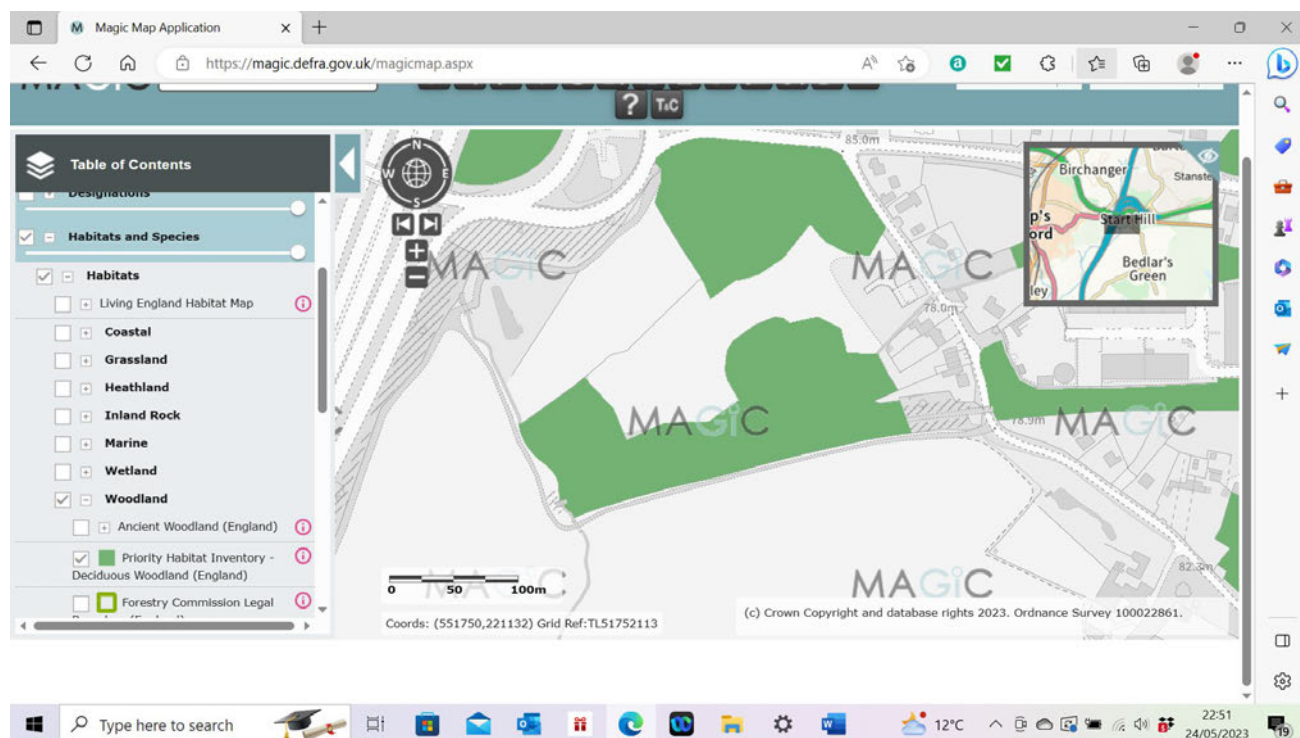 Magic Map Application
https://magic.defra.gov.uk/magicmap.aspx
MAGiC
?
T&C
Table of Contents
Designations
Habitats and Species
Habitats
Living England Habitat Map
Coastal
Grassland
Heathland
Inland Rock
Marine
Wetland
Woodland
Ancient Woodland (England)
Priority Habitat Inventory -
Deciduous Woodland (England)
Forestry Commission Legal
N
W E
S
85.0m
MAGiC
MAGiC
78.0m
MAGiC
78.9m
MAGiC
82.3m
MAGiC
MAGiC
Birchanger
Stanste
p's
ord
Start Hill
Bedlar's
Green
ley
0 50 100m
Coords: (551750,221132) Grid Ref:TL51752113
(c) Crown Copyright and database rights 2023. Ordnance Survey 100022861.
Type here to search
12°C
22:51
24/05/2023
19